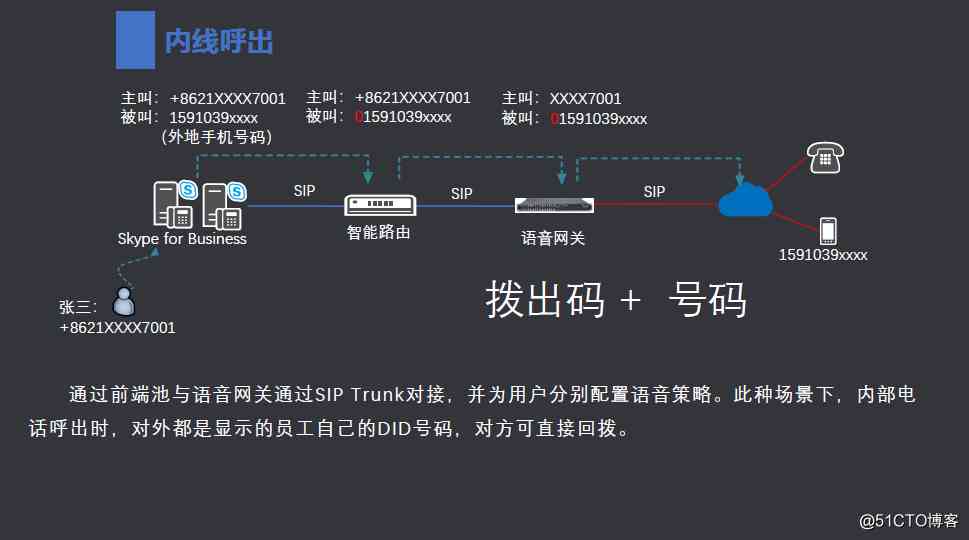 内线呼出
主叫：+8621XXXX7001
被叫：1591039xxxx
（外地手机号码）
主叫：+8621XXXX7001
被叫：01591039xxxx
主叫：XXXX7001
被叫：01591039xxxx
SIP
SIP
SIP
Skype for Business
智能路由
语音网关
1591039xxxx
张三：
+8621XXXX7001
拨出码 + 号码
通过前端池与语音网关通过SIP Trunk对接，并为用户分别配置语音策略。此种场景下，内部电
话呼出时，对外都是显示的员工自己的DID号码，对方可直接回拨。
@51CTO博客